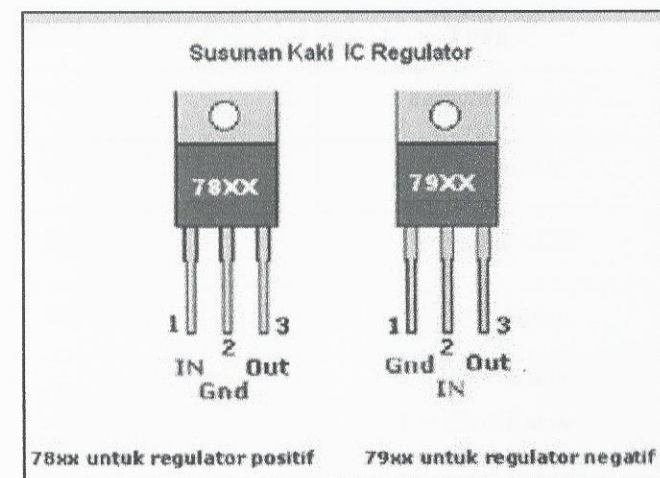 Susunan Kaki IC Regulator
78XX
79XX
1 2 3
IN Gnd Out
1 2 3
Gnd IN Out
78xx untuk regulator positif
79xx untuk regulator negatif